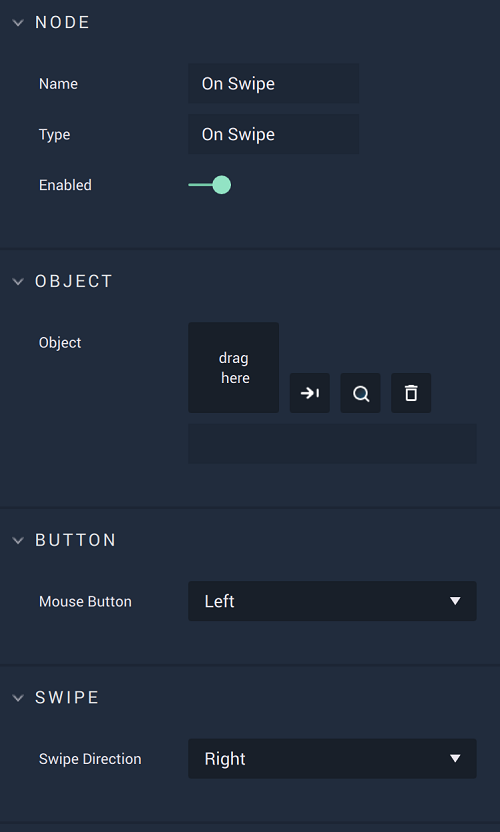 NODE
Name On Swipe
Type On Swipe
Enabled
OBJECT
Object
drag
here
BUTTON
Mouse Button Left
SWIPE
Swipe Direction Right